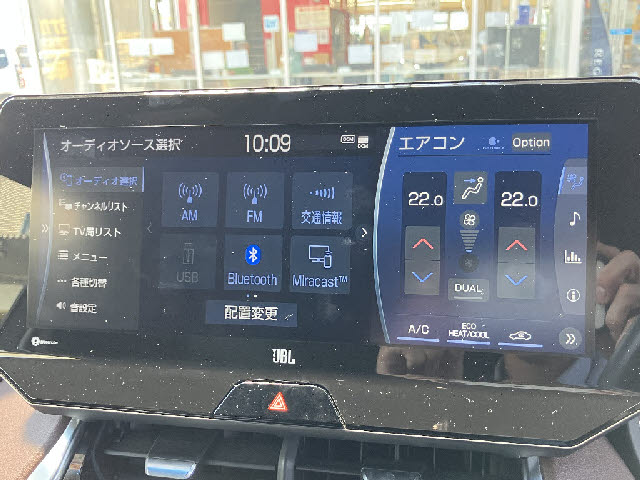 オーディオソース選択
10:09
DCM
オーディオ選択
チャンネルリスト
TV局リスト
メニュー
各種切替
音設定
AM
FM
交通情報
USB
Bluetooth
Miracast™
配置変更
エアコン
Option
22.0
22.0
DUAL
A/C
ECO
HEAT/COOL
JBL